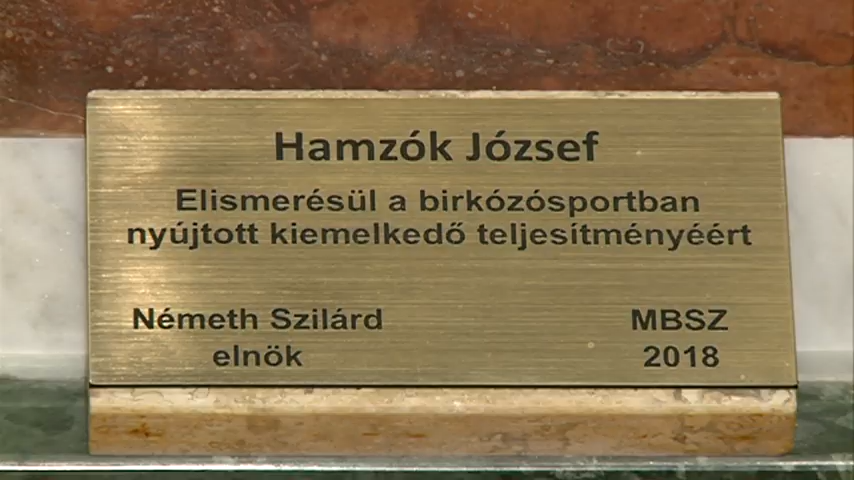 Hamzók József
Elismerésül a birkózósportban
nyújtott kiemelkedő teljesítményéért
Németh Szilárd MBSZ
elnök 2018